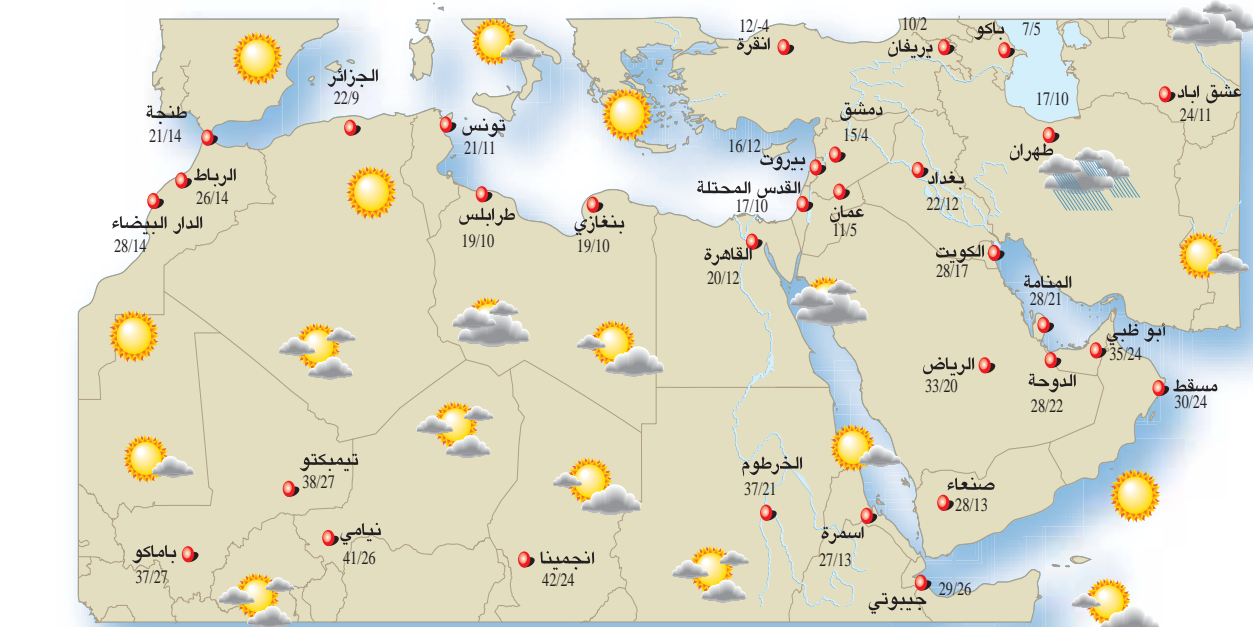 12/-4
انقرة
10/2
يريفان
باكو
7/5
17/10
عشق اباد
24/11
الجزائر
22/9
طنجة
21/14
تونس
21/11
دمشق
15/4
16/12
بيروت
طهران
الرباط
26/14
القدس المحتلة
17/10
عمان
11/5
بغداد
22/12
الدار البيضاء
28/14
طرابلس
19/10
بنغازي
19/10
القاهرة
20/12
الكويت
28/17
المنامة
28/21
أبو ظبي
35/24
الرياض
33/20
الدوحة
28/22
مسقط
30/24
تيمبكتو
38/27
الخرطوم
37/21
صنعاء
28/13
نيامي
41/26
باماكو
37/27
انجمينا
42/24
اسمرة
27/13
29/26
جيبوتي